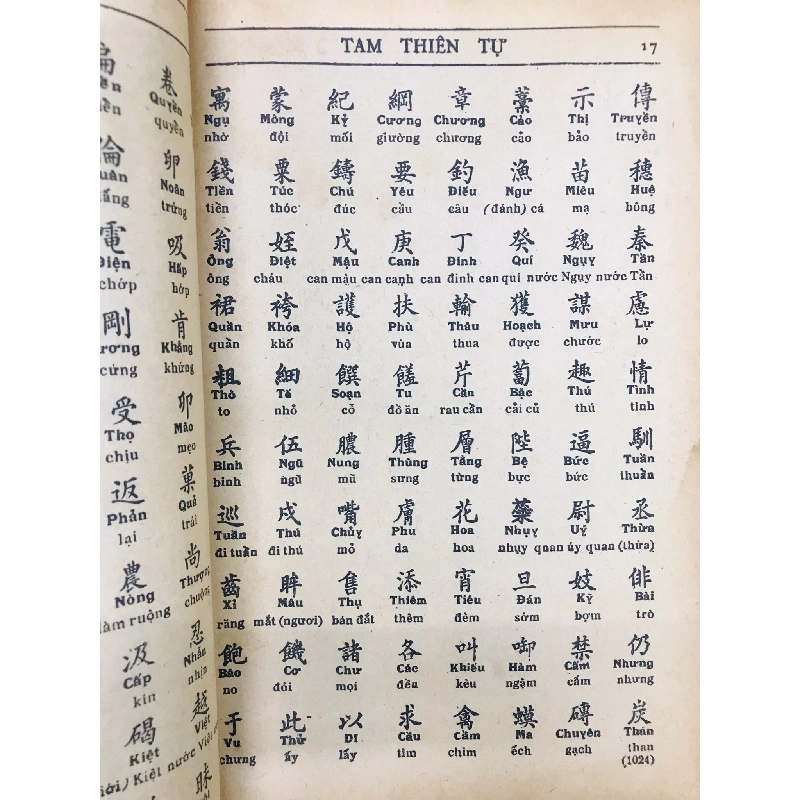 TAM THIÊN TỰ 17
寓 蒙 紀 綱 章 藳 示 傳
Ngụ Mông Kỷ Cương Chương Cảo Thị Truyền
nhờ đội mối giường chương cạo bảo truyền
錢 粟 鑄 要 釣 漁 苗 穗
Tiền Túc Chú Yêu Điếu Ngư Miêu Huệ
tiền thóc đúc cầu câu (đánh) cá mạ bông
翁 姪 戊 庚 丁 癸 魏 秦
Ông Điệt Mậu Canh Đinh Quí Ngụy Tần
ông cháu can mậu can canh can đinh can quí nước Ngụy nước Tần
裙 袴 護 扶 輸 獲 謀 慮
Quần Khóa Hộ Phù Thâu Hoạch Mưu Lự
quần khố hộ vùa thua được chước lo
粗 細 饌 饈 芹 蔔 趣 情
Thô Tế Soạn Tu Cần Bặc Thú Tình
to nhỏ cỗ đồ ăn rau cần cải củ thú tình
兵 伍 膿 腫 層 陛 逼 馴
Binh Ngũ Nung Thũng Tầng Bệ Bức Tuần
binh ngũ mũ sưng từng bực bức thuần
巡 戍 嘴 膚 花 蘂 尉 丞
Tuần Thú Chủy Phu Hoa Nhụy Uý Thừa
đi tuần đi thú mỏ da hoa nhụy quan úy quan (thừa)
齒 眸 售 添 宵 旦 妓 俳
Xỉ Mâu Thụ Thiêm Tiêu Đán Kỹ Bài
răng mắt (ngươi) bán đắt thêm đêm sớm bợm trò
飽 饑 諸 各 叫 啣 禁 仍
Bão Cơ Chư Các Khiếu Hàm Cấm Nhưng
no đói mọi đều kêu ngậm cấm nhưng
于 此 以 求 禽 蟆 磚 炭
Vu Thử Dĩ Cầu Cầm Ma Chuyên Thán
chưng ấy lấy tìm chim ếch gạch than
(1024)
卷
Quyển
quyền
卵
Noãn
trứng
電 吸
Điện Hấp
chớp hớp
剛 肯
Khẳng
cứng khứng
受 卯
Thọ Mão
chịu mẹo
返 菓
Phản Quả
lại trái
農 尚
Nông
làm ruộng
汲 忍
Cấp Nhẫn
kín nhịn
碣 越
Kiệt Việt